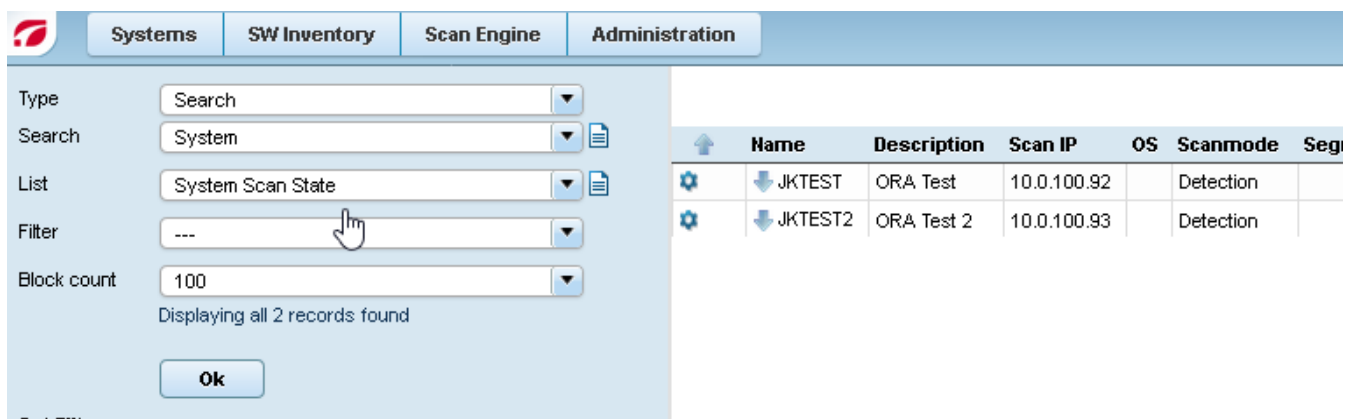 Systems SW Inventory Scan Engine Administration
Type Search
Search System
List System Scan State
Filter ---
Block count 100
Displaying all 2 records found
Ok
Name Description Scan IP OS Scanmode
JKTEST ORA Test 10.0.100.92 Detection
JKTEST2 ORA Test 2 10.0.100.93 Detection